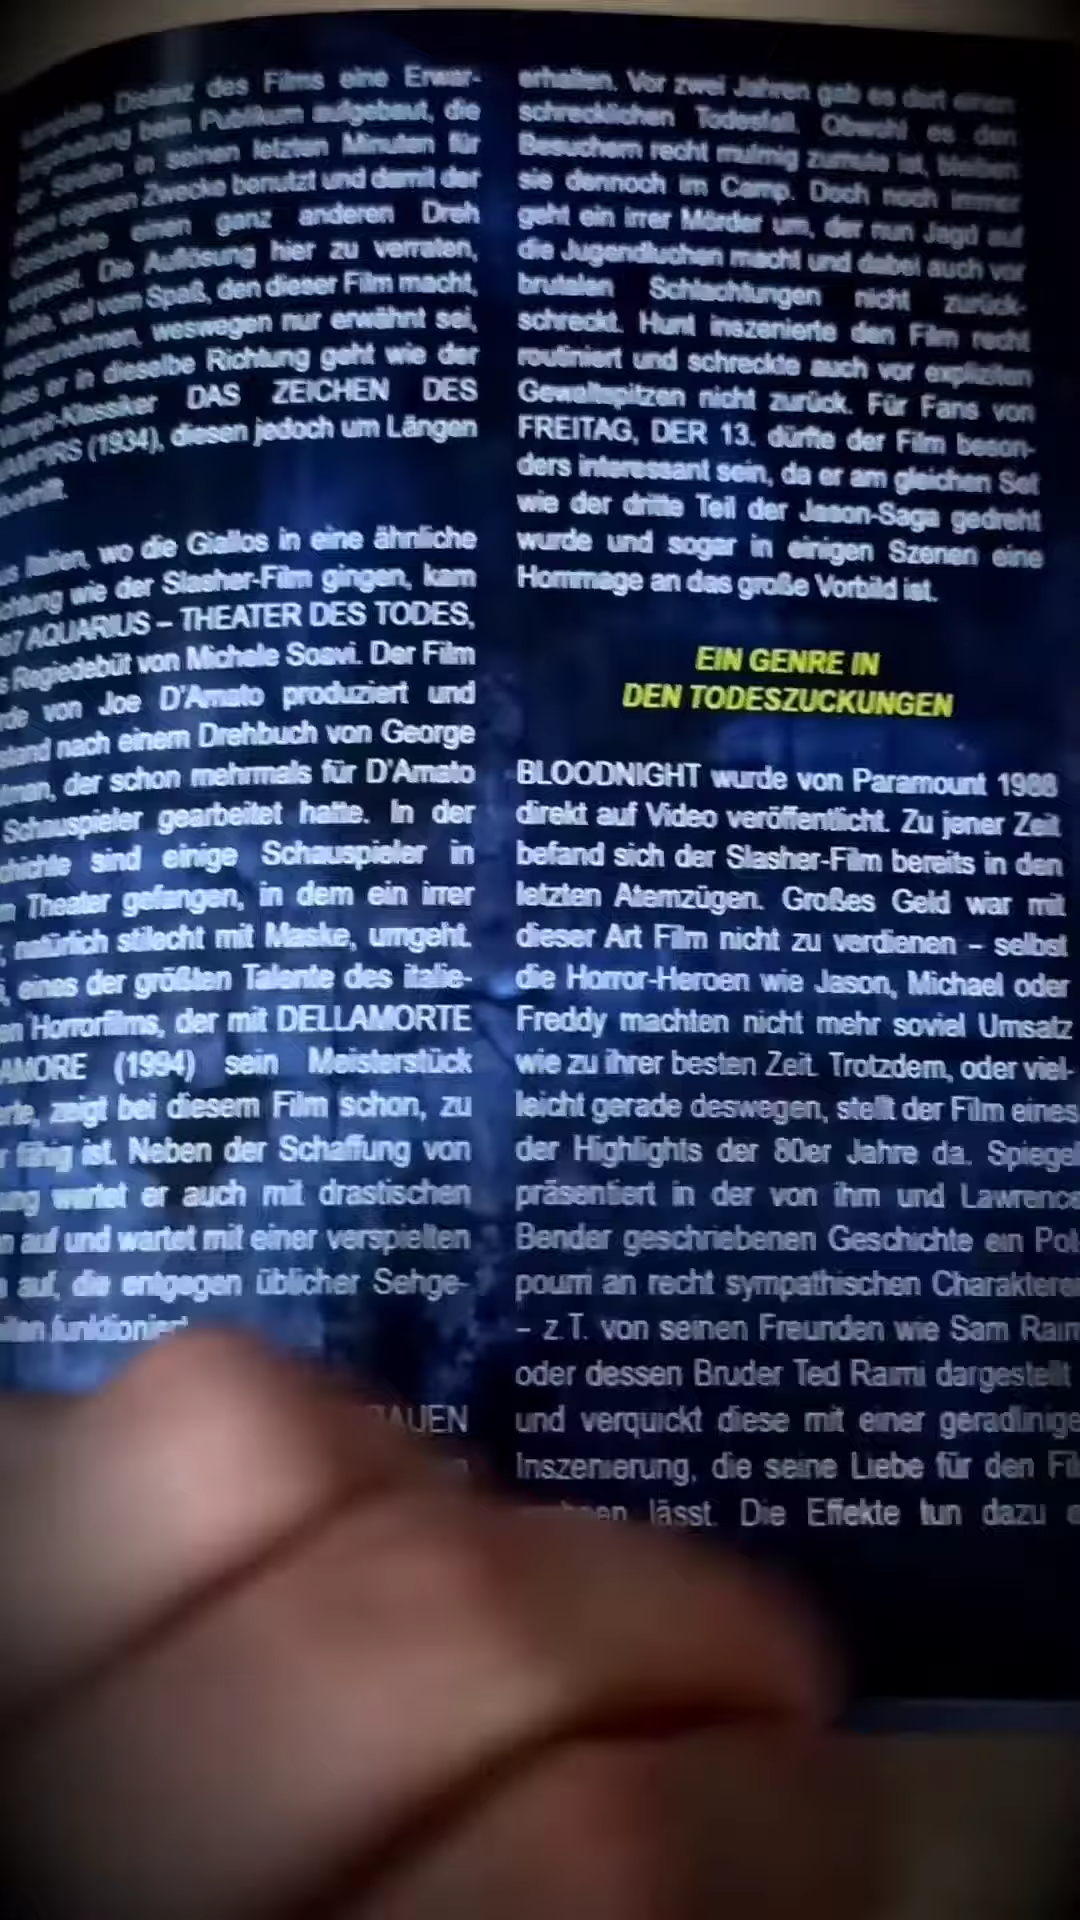 Distanz des Films eine Erwar-
beim Publikum aufgebaut, die
Streifen in seinen letzten Minuten für
eigenen Zwecke benutzt und damit der
Geschichte einen ganz anderen Dreh
Die Auflösung hier zu verraten,
viel vom Spaß, den dieser Film macht,
weswegen nur erwähnt sei,
dass er in dieselbe Richtung geht wie der
-Klassiker DAS ZEICHEN DES
(1934), diesen jedoch um Längen
Italien, wo die Giallos in eine ähnliche
wie der Slasher-Film gingen, kam
AQUARIUS – THEATER DES TODES,
Regiedebüt von Michele Soavi. Der Film
von Joe D'Amato produziert und
nach einem Drehbuch von George
der schon mehrmals für D'Amato
Schauspieler gearbeitet hatte. In der
sind einige Schauspieler in
Theater gefangen, in dem ein irrer
natürlich stilecht mit Maske, umgeht.
eines der größten Talente des italie-
Horrorfilms, der mit DELLAMORTE
AMORE (1994) sein Meisterstück
zeigt bei diesem Film schon, zu
fähig ist. Neben der Schaffung von
wartet er auch mit drastischen
auf und wartet mit einer verspielten
auf, die entgegen üblicher Sehge-
funktioniert
erhalten. Vor zwei Jahren gab es dort einen
schrecklichen Todesfall. Obwohl es den
Besuchern recht mulmig zumute ist, bleiben
sie dennoch im Camp. Doch noch immer
geht ein irrer Mörder um, der nun Jagd auf
die Jugendlichen macht und dabei auch vor
brutalen Schlachtungen nicht zurück-
schreckt. Hunt inszenierte den Film recht
routiniert und schreckte auch vor expliziten
Gewaltspitzen nicht zurück. Für Fans von
FREITAG, DER 13. dürfte der Film beson-
ders interessant sein, da er am gleichen Set
wie der dritte Teil der Jason-Saga gedreht
wurde und sogar in einigen Szenen eine
Hommage an das große Vorbild ist.
EIN GENRE IN
DEN TODESZUCKUNGEN
BLOODNIGHT wurde von Paramount 1988
direkt auf Video veröffentlicht. Zu jener Zeit
befand sich der Slasher-Film bereits in den
letzten Atemzügen. Großes Geld war mit
dieser Art Film nicht zu verdienen – selbst
die Horror-Heroen wie Jason, Michael oder
Freddy machten nicht mehr soviel Umsatz
wie zu ihrer besten Zeit. Trotzdem, oder viel-
leicht gerade deswegen, stellt der Film eines
der Highlights der 80er Jahre da. Spiegel
präsentiert in der von ihm und Lawrence
Bender geschriebenen Geschichte ein Pot-
pourri an recht sympathischen Charakteren
– z.T. von seinen Freunden wie Sam Raimi
oder dessen Bruder Ted Raimi dargestellt
und verquickt diese mit einer geradlinige
Inszenierung, die seine Liebe für den
lässt. Die Effekte tun dazu